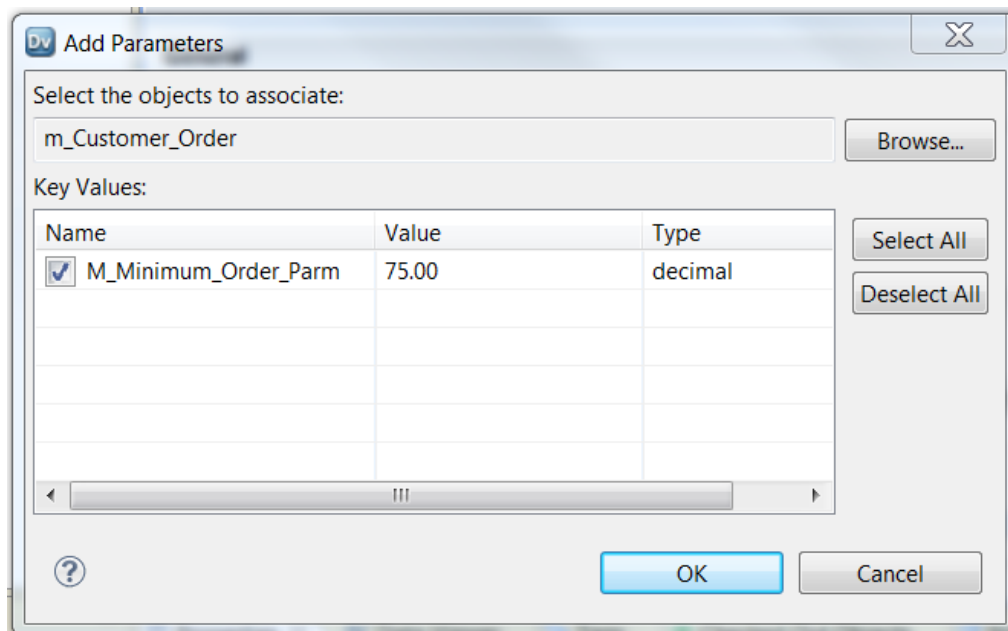 Dv Add Parameters
Select the objects to associate:
m_Customer_Order
Browse...
Key Values:
Name Value Type
Select All
M_Minimum_Order_Parm 75.00 decimal
Deselect All
? OK Cancel